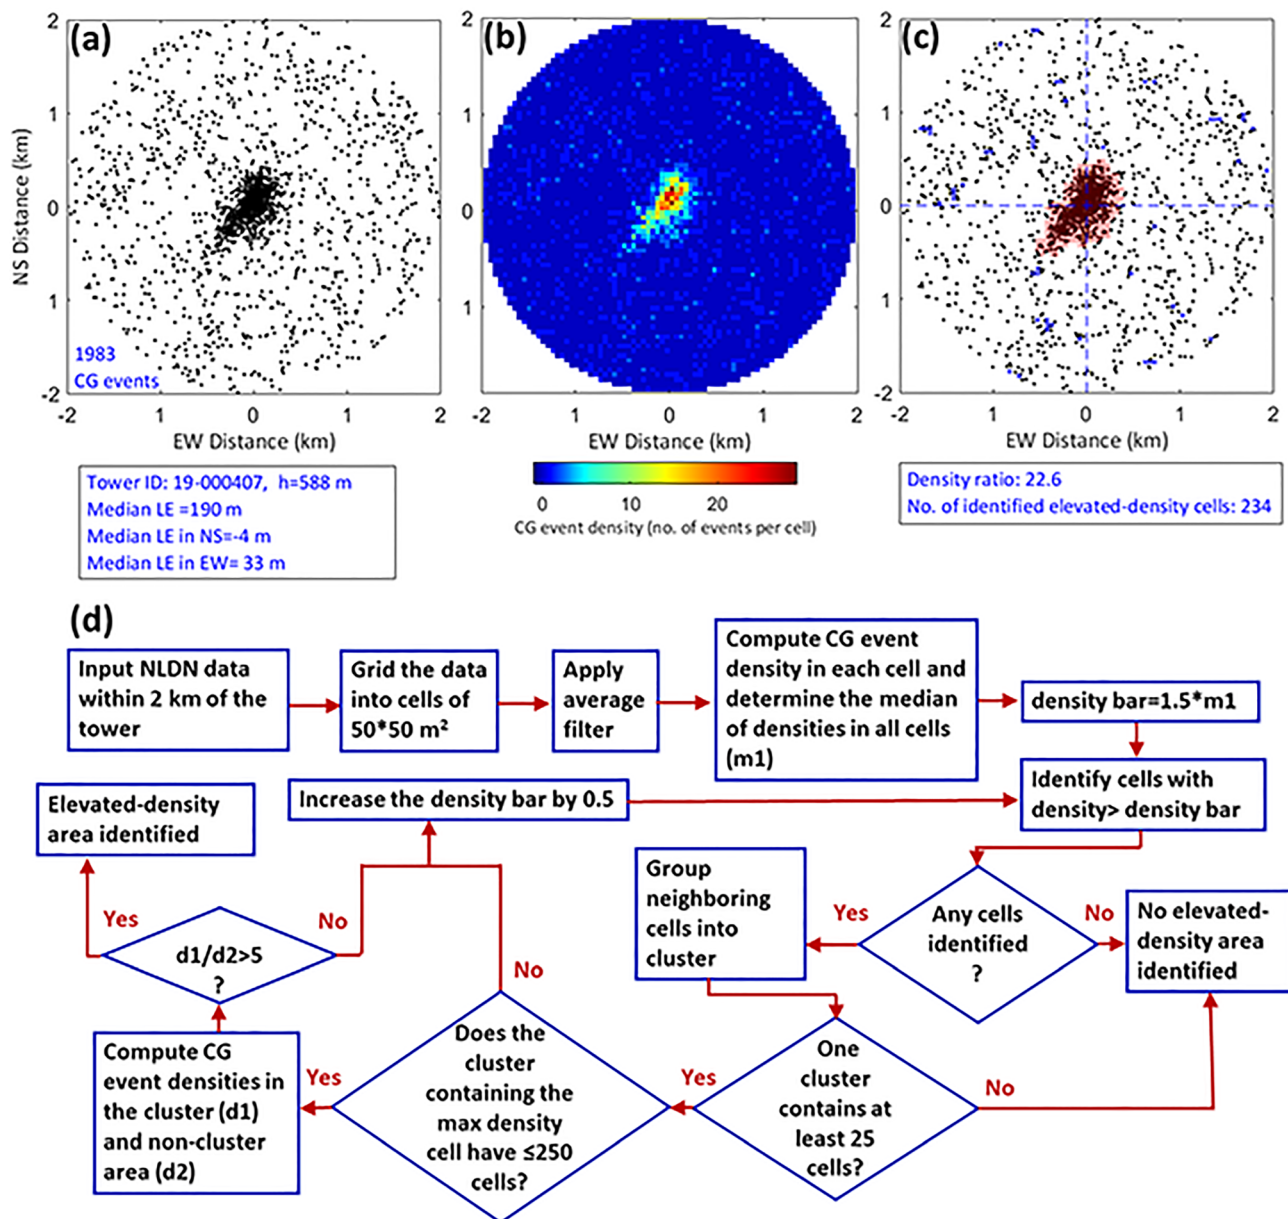 (a)
(b)
(c)
2
1
0
1
-2
NS Distance (km)
1983
CG events
-2
1
0
1
2
EW Distance (km)
2
1
0
1
-2
1
0
1
2
EW Distance (km)
2
1
0
1
-2
-2
1
0
1
2
EW Distance (km)
Tower ID: 19-000407, h=588 m
Median LE =190 m
Median LE in NS=-4 m
Median LE in EW= 33 m
0
20
CG event density (no. of events per cell)
Density ratio: 22.6
No. of identified elevated-density cells: 234
(d)
Input NLDN data
within 2 km of the
tower
Grid the data
into cells of
50*50 m²
Apply
average
filter
Compute CG event
density in each cell and
determine the median
of densities in all cells
(m1)
density bar=1.5*m1
Identify cells with
density> density bar
Increase the density bar by 0.5
Elevated-density
area identified
Group
neighboring
cells into
cluster
Yes
Any cells
identified
?
No
No elevated-
density area
identified
Yes
d1/d2>5
?
No
No
Compute CG
event densities in
the cluster (d1)
and non-cluster
area (d2)
Yes
Does the
cluster
containing the
max density
cell have ≤250
cells?
Yes
One
cluster
contains at
least 25
cells?
No